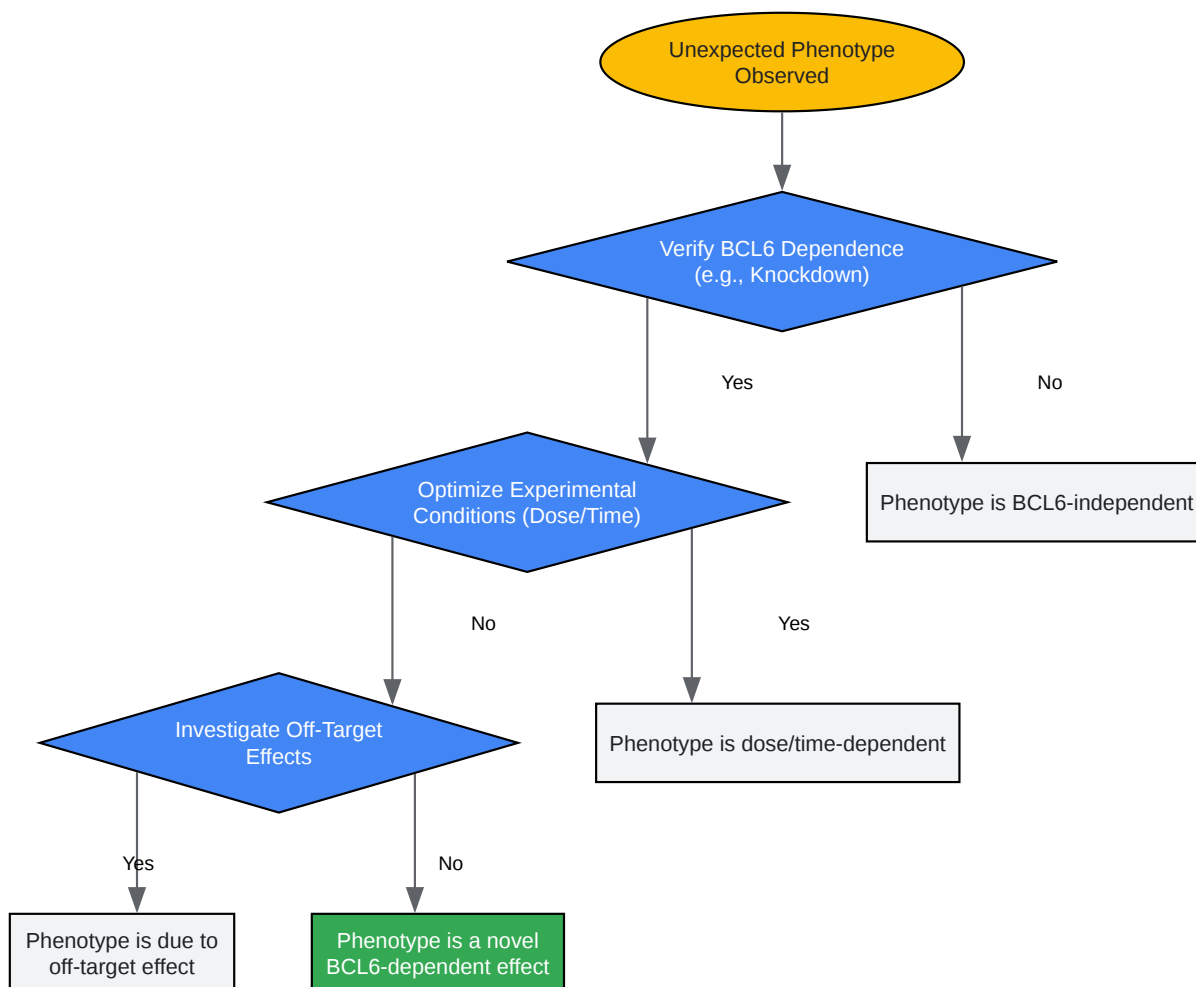 Unexpected Phenotype
Observed
Verify BCL6 Dependence
(e.g., Knockdown)
Yes
No
Optimize Experimental
Conditions (Dose/Time)
Phenotype is BCL6-independent
No
Yes
Investigate Off-Target
Effects
Phenotype is dose/time-dependent
Yes
No
Phenotype is due to
off-target effect
Phenotype is a novel
BCL6-dependent effect